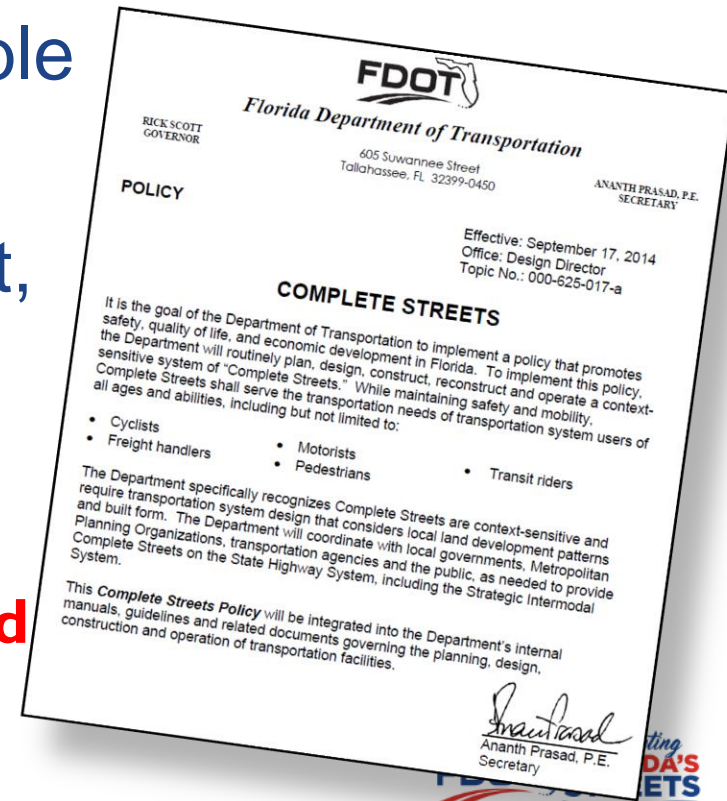 FDOT
Florida Department of Transportation
RICK SCOTT
GOVERNOR
605 Suwannee Street
Tallahassee, FL 32399-0450
ANANTH PRASAD, P.E.
SECRETARY
POLICY
Effective: September 17, 2014
Office: Design Director
Topic No.: 000-625-017-a
COMPLETE STREETS
It is the goal of the Department of Transportation to implement a policy that promotes
safety, quality of life, and economic development in Florida. To implement this policy,
the Department will routinely plan, design, construct, reconstruct and operate a context-
sensitive system of “Complete Streets.” While maintaining safety and mobility,
Complete Streets shall serve the transportation needs of transportation system users of
all ages and abilities, including but not limited to:
• Cyclists
• Freight handlers
• Motorists
• Pedestrians
• Transit riders
The Department specifically recognizes Complete Streets are context-sensitive and
require transportation system design that considers local land development patterns
and built form. The Department will coordinate with local governments, Metropolitan
Planning Organizations, transportation agencies and the public, as needed to provide
Complete Streets on the State Highway System, including the Strategic Intermodal
System.
This Complete Streets Policy will be integrated into the Department's internal
manuals, guidelines and related documents governing the planning, design,
construction and operation of transportation facilities.
Ananth Prasad, P.E.
Secretary